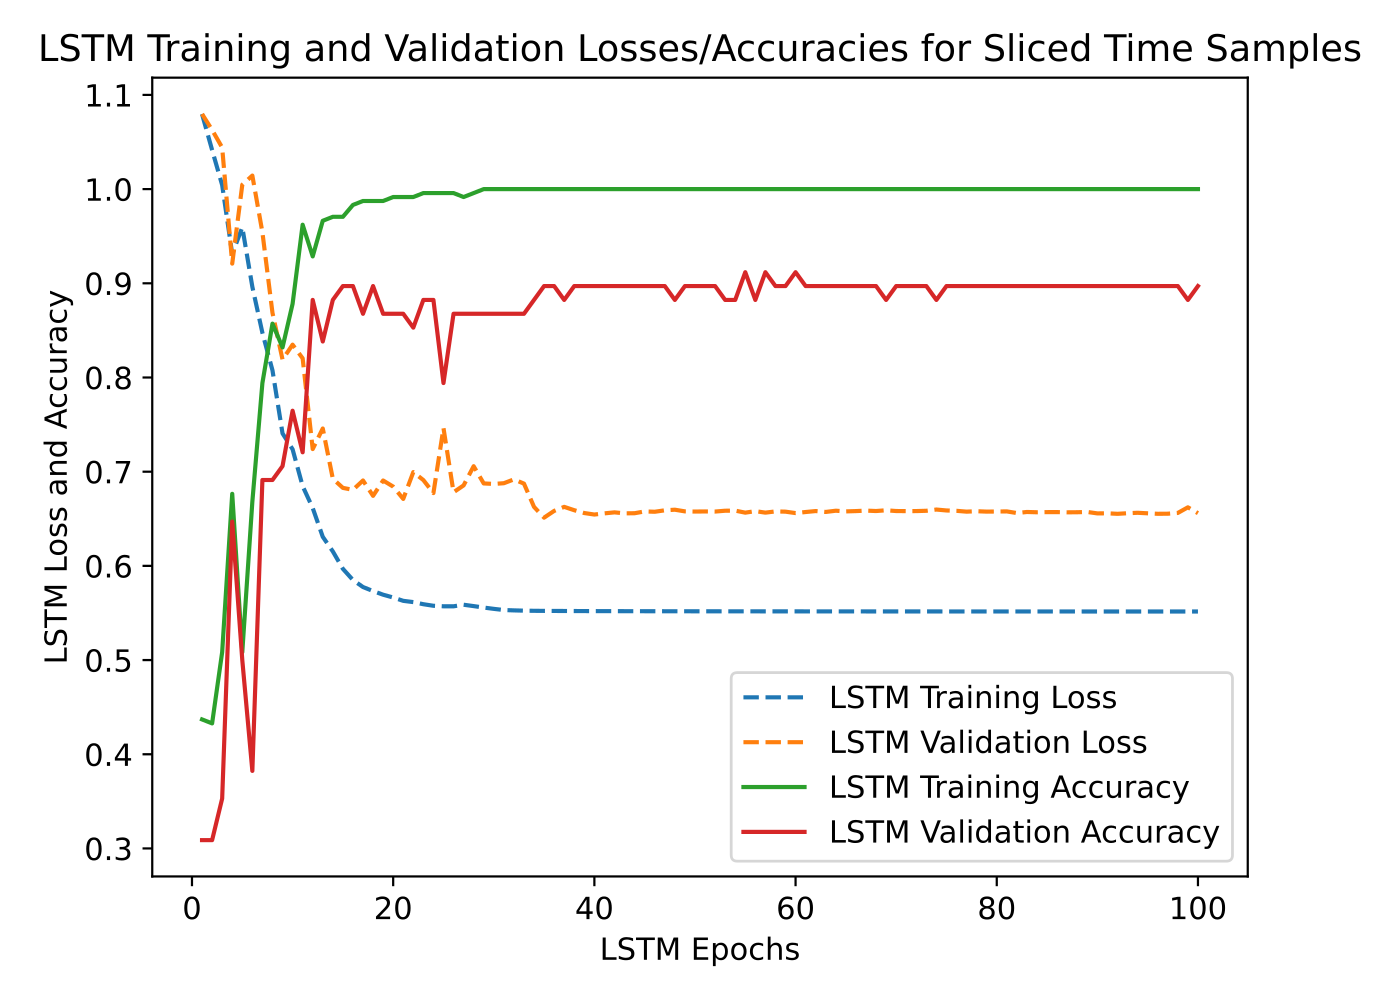 LSTM Training and Validation Losses/Accuracies for Sliced Time Samples
LSTM Loss and Accuracy
1.1
1.0
0.9
0.8
0.7
0.6
0.5
0.4
0.3
LSTM Training Loss
LSTM Validation Loss
LSTM Training Accuracy
LSTM Validation Accuracy
0 20 40 60 80 100
LSTM Epochs